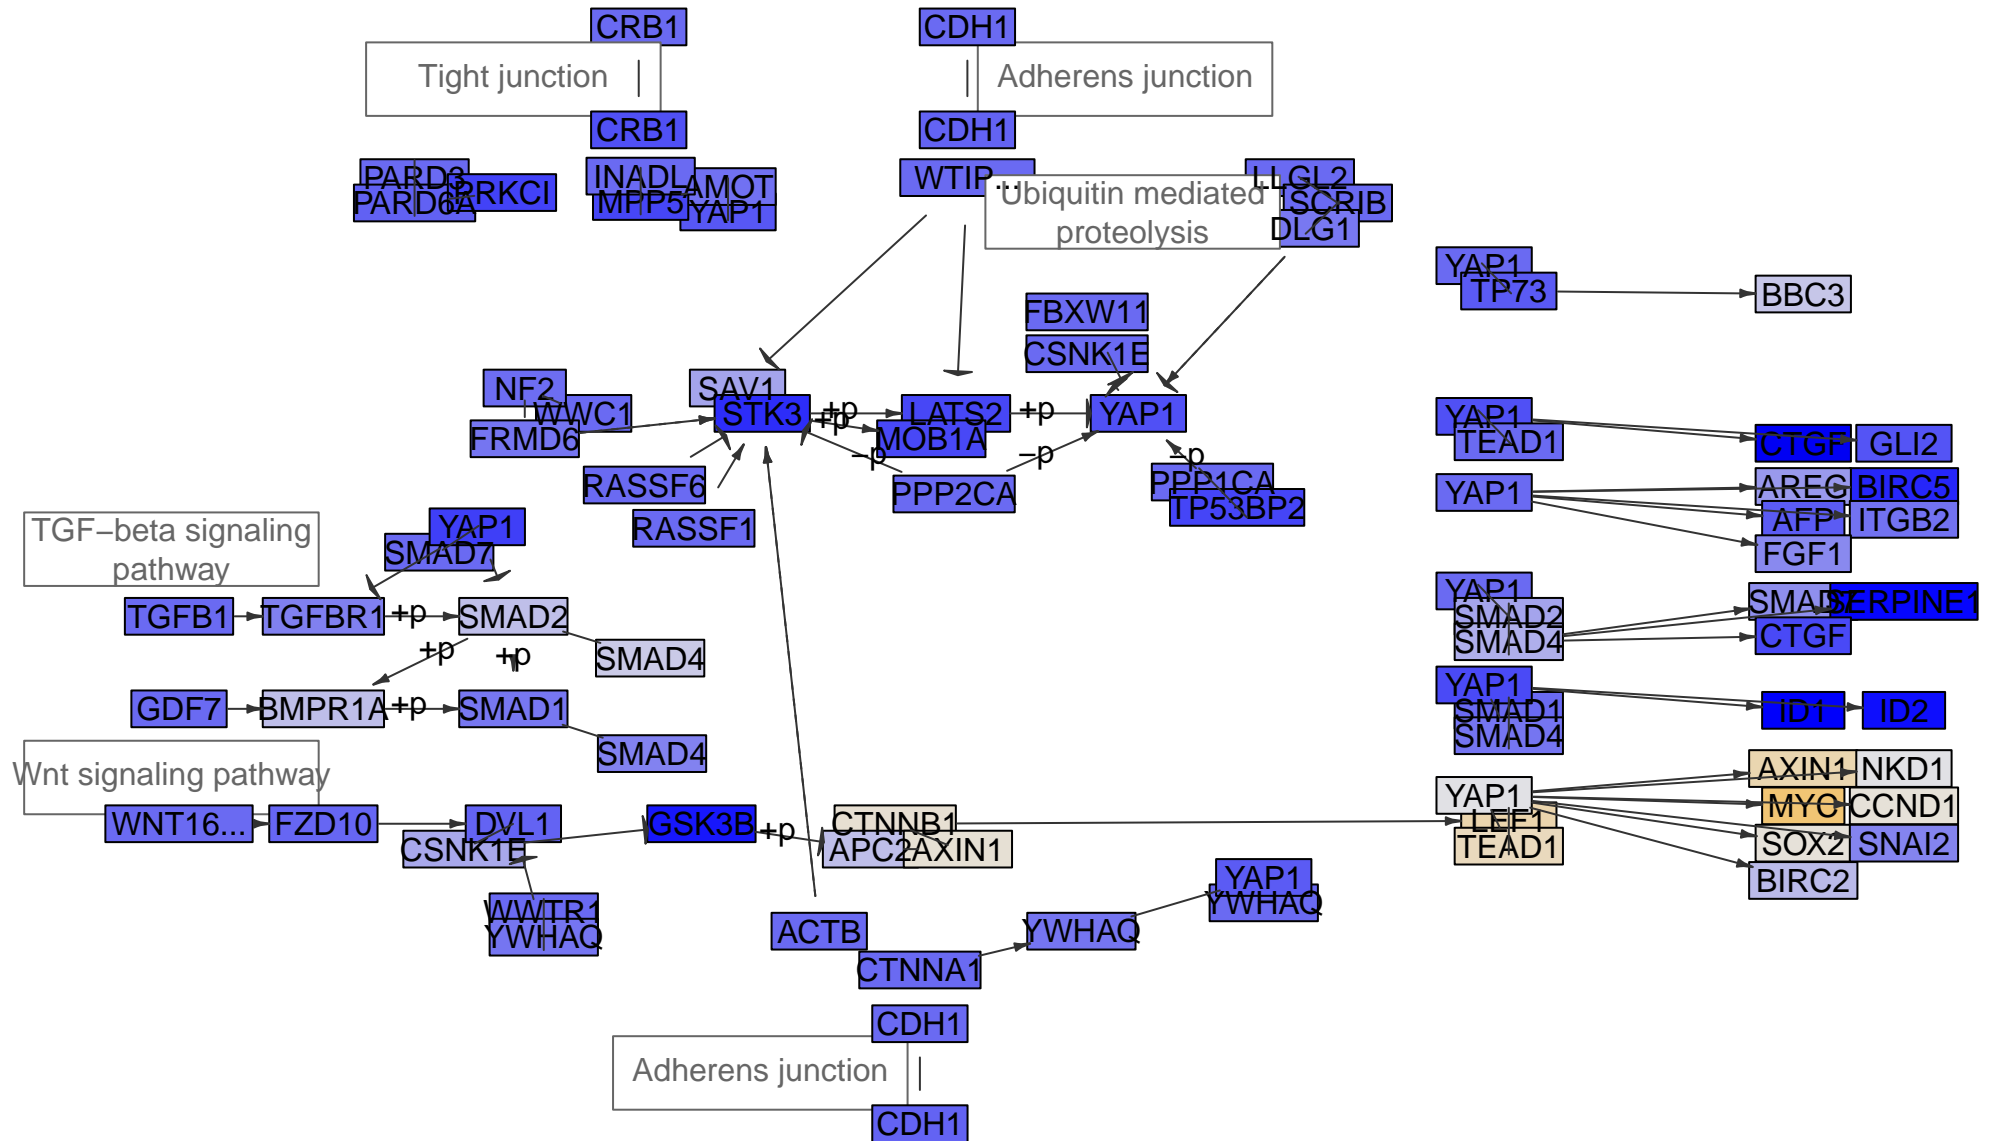 CRB1
CDH1
Tight junction
Adherens junction
CRB1
CDH1
PARD3
PARD6A
PRKCI
INADL
MPP5
AMOT
YAP1
WTIP...
Ubiquitin mediated
proteolysis
LLGL2
SCRIB
DLG1
YAP1
TP73
BBC3
FBXW11
CSNK1E
NF2
WWC1
FRMD6
SAV1
STK3
+p
+p
LATS2
MOB1A
+p
YAP1
−p
−p
−p
RASSF6
RASSF1
PPP2CA
PPP1CA
TP53BP2
YAP1
TEAD1
CTGF
GLI2
YAP1
AREG
BIRC5
AFP
ITGB2
FGF1
TGF−beta signaling
pathway
YAP1
SMAD7
TGFB1
TGFBR1
+p
SMAD2
+p
+p
SMAD4
GDF7
BMPR1A
+p
SMAD1
SMAD4
YAP1
SMAD2
SMAD4
SMAD7
SERPINE1
CTGF
YAP1
SMAD1
SMAD4
ID1
ID2
Wnt signaling pathway
WNT16...
FZD10
DVL1
CSNK1E
GSK3B
+p
CTNNB1
APC2
AXIN1
YAP1
LEF1
TEAD1
AXIN1
NKD1
MYC
CCND1
SOX2
SNAI2
BIRC2
WWTR1
YWHAQ
ACTB
CTNNA1
YWHAQ
YAP1
YWHAQ
CDH1
Adherens junction
CDH1